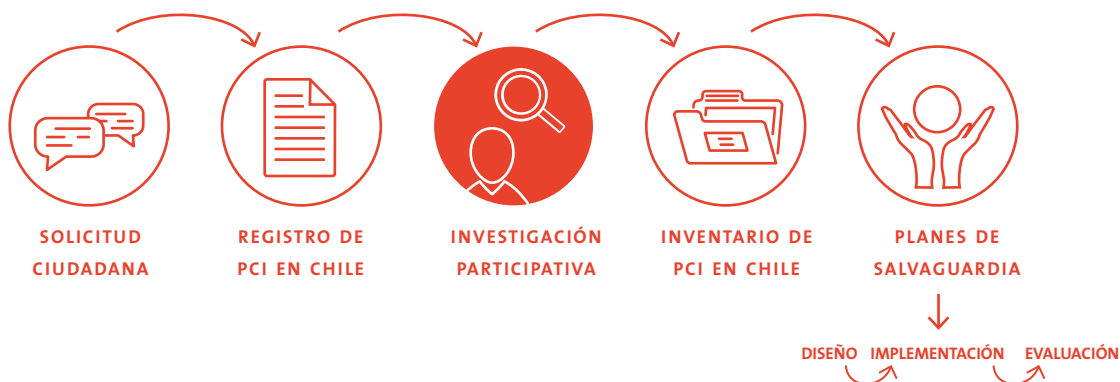 SOLICITUD
CIUDADANA
REGISTRO DE
PCI EN CHILE
INVESTIGACIÓN
PARTICIPATIVA
INVENTARIO DE
PCI EN CHILE
PLANES DE
SALVAGUARDIA
DISEÑO IMPLEMENTACIÓN EVALUACIÓN